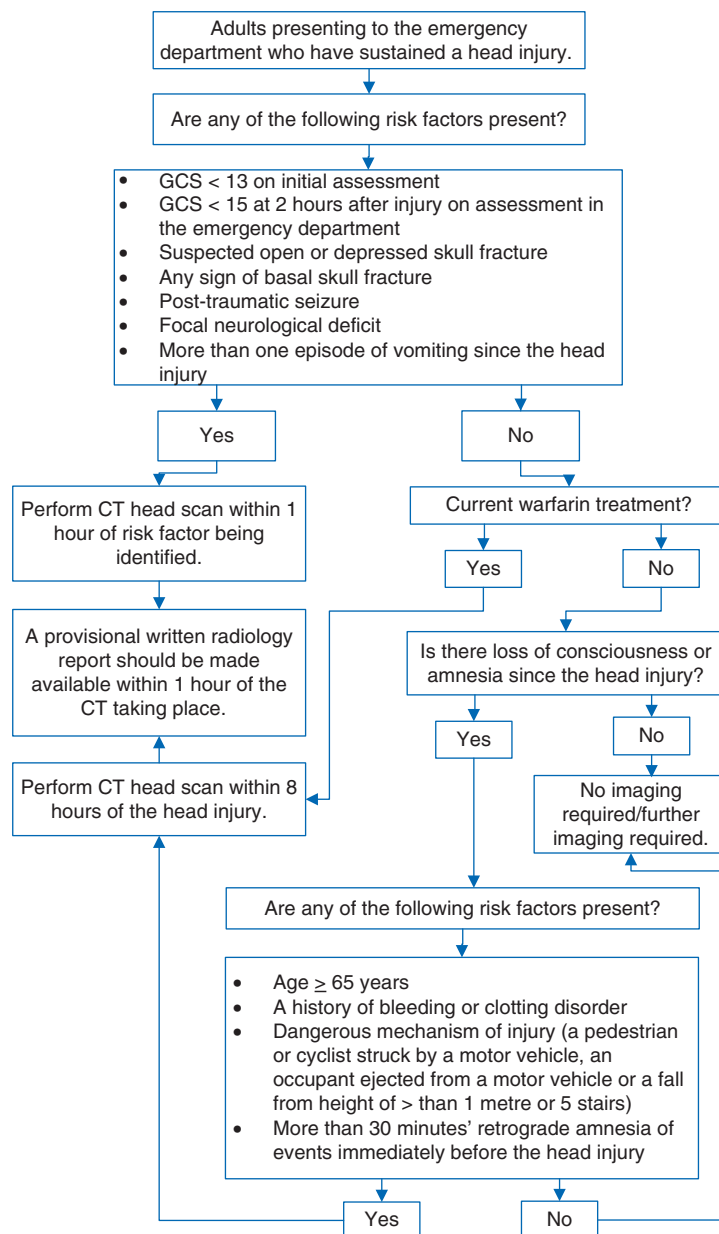 Adults presenting to the emergency
department who have sustained a head injury.
Are any of the following risk factors present?
• GCS < 13 on initial assessment
• GCS < 15 at 2 hours after injury on assessment in
the emergency department
• Suspected open or depressed skull fracture
• Any sign of basal skull fracture
• Post-traumatic seizure
• Focal neurological deficit
• More than one episode of vomiting since the head
injury
Yes
No
Perform CT head scan within 1
hour of risk factor being
identified.
Current warfarin treatment?
Yes
No
A provisional written radiology
report should be made
available within 1 hour of the
CT taking place.
Is there loss of consciousness or
amnesia since the head injury?
Yes
No
Perform CT head scan within 8
hours of the head injury.
No imaging
required/further
imaging required.
Are any of the following risk factors present?
• Age ≥ 65 years
• A history of bleeding or clotting disorder
• Dangerous mechanism of injury (a pedestrian
or cyclist struck by a motor vehicle, an
occupant ejected from a motor vehicle or a fall
from height of > than 1 metre or 5 stairs)
• More than 30 minutes' retrograde amnesia of
events immediately before the head injury
Yes
No